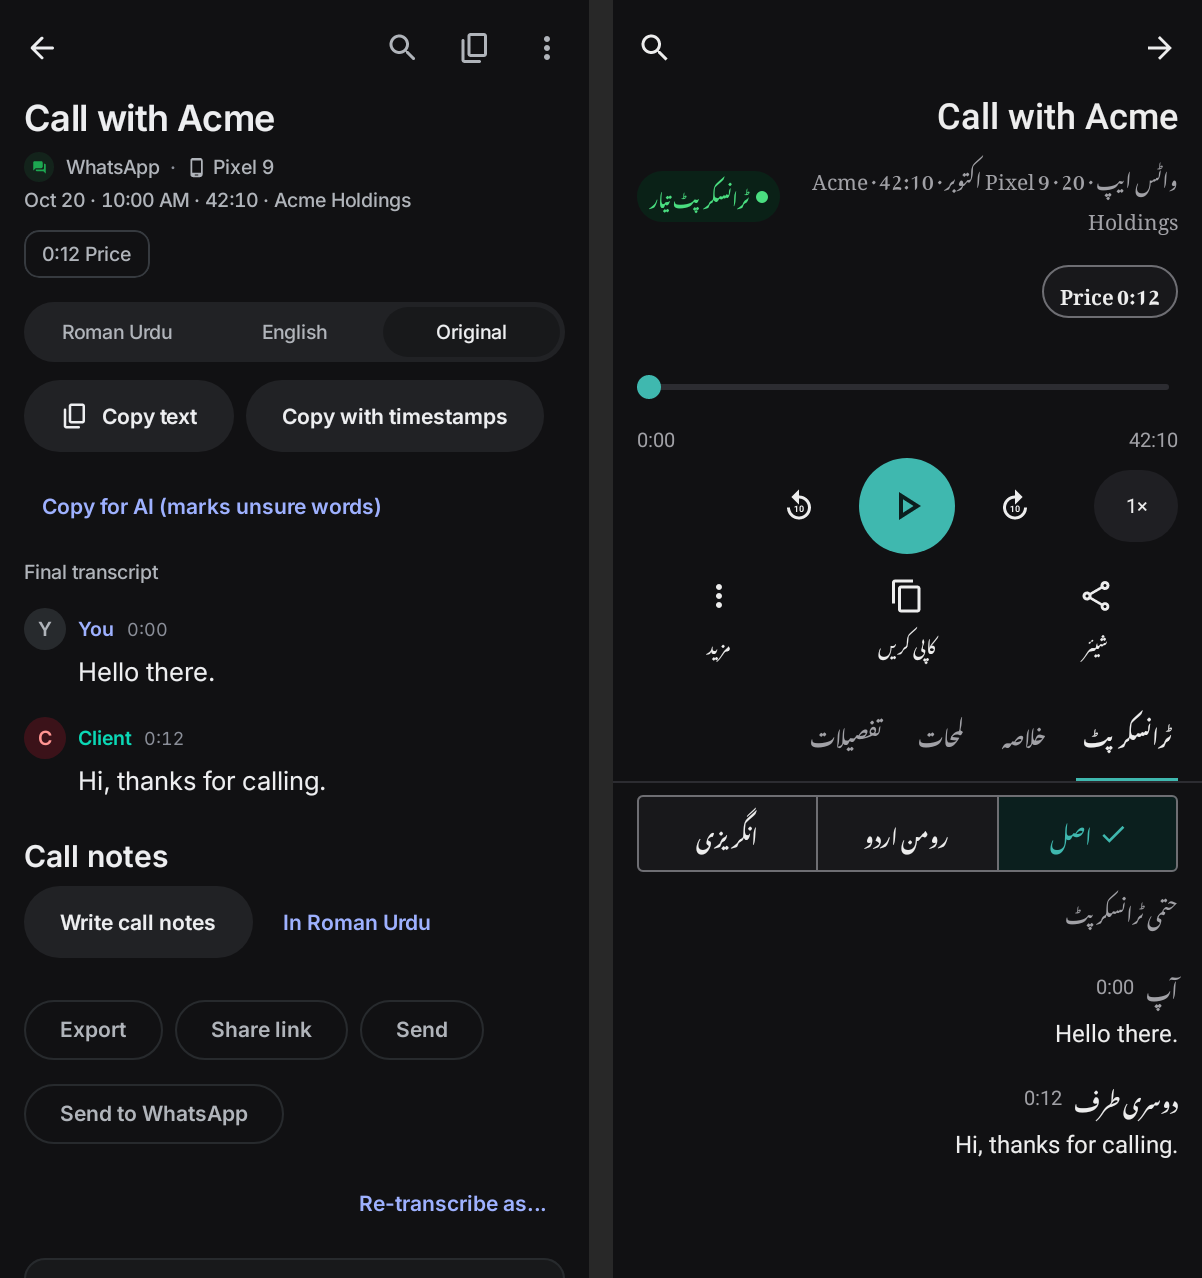 Call with Acme
WhatsApp · Pixel 9
Oct 20 · 10:00 AM · 42:10 · Acme Holdings
0:12 Price
Roman Urdu English Original
Copy text Copy with timestamps
Copy for AI (marks unsure words)
Final transcript
Y You 0:00
Hello there.
C Client 0:12
Hi, thanks for calling.
Call notes
Write call notes In Roman Urdu
Export Share link Send
Send to WhatsApp
Re-transcribe as...
Call with Acme
واٹس ایپ · Pixel 9 · 20 اکتوبر · 42:10 · Acme
Holdings
ٹرانسکرپٹ تیار
Price 0:12
0:00 42:10
10 10 1×
شیئر کاپی کریں مزید
ٹرانسکرپٹ خلاصہ لمحات تفصیلات
اصل رومن اردو انگریزی
حتمی ٹرانسکرپٹ
آپ 0:00
Hello there.
دوسری طرف 0:12
Hi, thanks for calling.